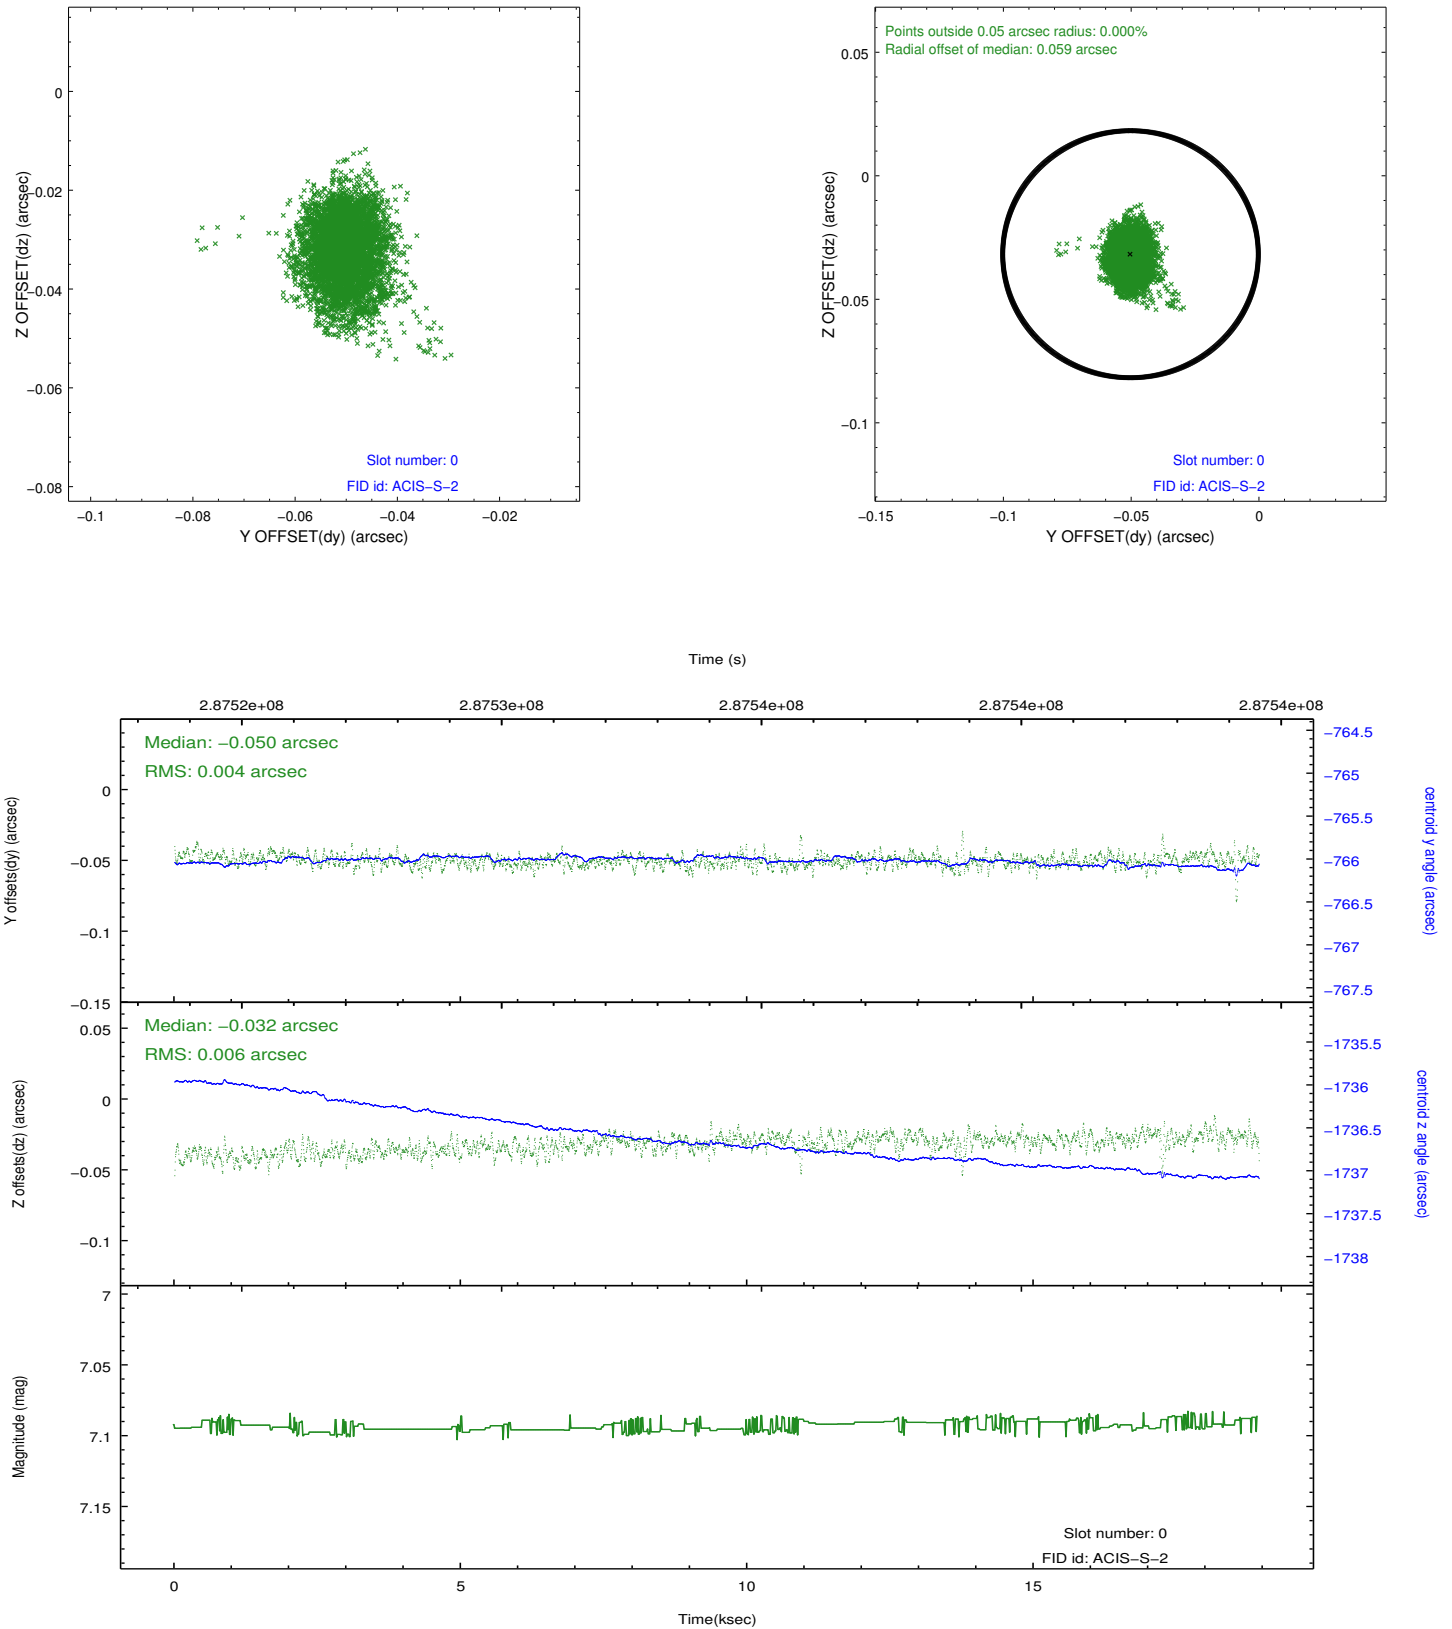 0
−0.02
−0.04
−0.06
−0.08
Z OFFSET(dz) (arcsec)
Slot number: 0
FID id: ACIS−S−2
−0.1
−0.08
−0.06
−0.04
−0.02
Y OFFSET(dy) (arcsec)
Points outside 0.05 arcsec radius: 0.000%
Radial offset of median: 0.059 arcsec
0.05
0
−0.05
−0.1
Z OFFSET(dz) (arcsec)
Slot number: 0
FID id: ACIS−S−2
−0.15
−0.1
−0.05
0
Y OFFSET(dy) (arcsec)
Time (s)
2.8752e+08
2.8753e+08
2.8754e+08
2.8754e+08
2.8754e+08
Median: −0.050 arcsec
RMS: 0.004 arcsec
0
−0.05
−0.1
−0.15
Y offsets(dy) (arcsec)
−764.5
−765
−765.5
−766
−766.5
−767
−767.5
centroid y angle (arcsec)
Median: −0.032 arcsec
RMS: 0.006 arcsec
0.05
0
−0.05
−0.1
Z offsets(dz) (arcsec)
−1735.5
−1736
−1736.5
−1737
−1737.5
−1738
centroid z angle (arcsec)
7
7.05
7.1
7.15
Magnitude (mag)
Slot number: 0
FID id: ACIS−S−2
0
5
10
15
Time(ksec)